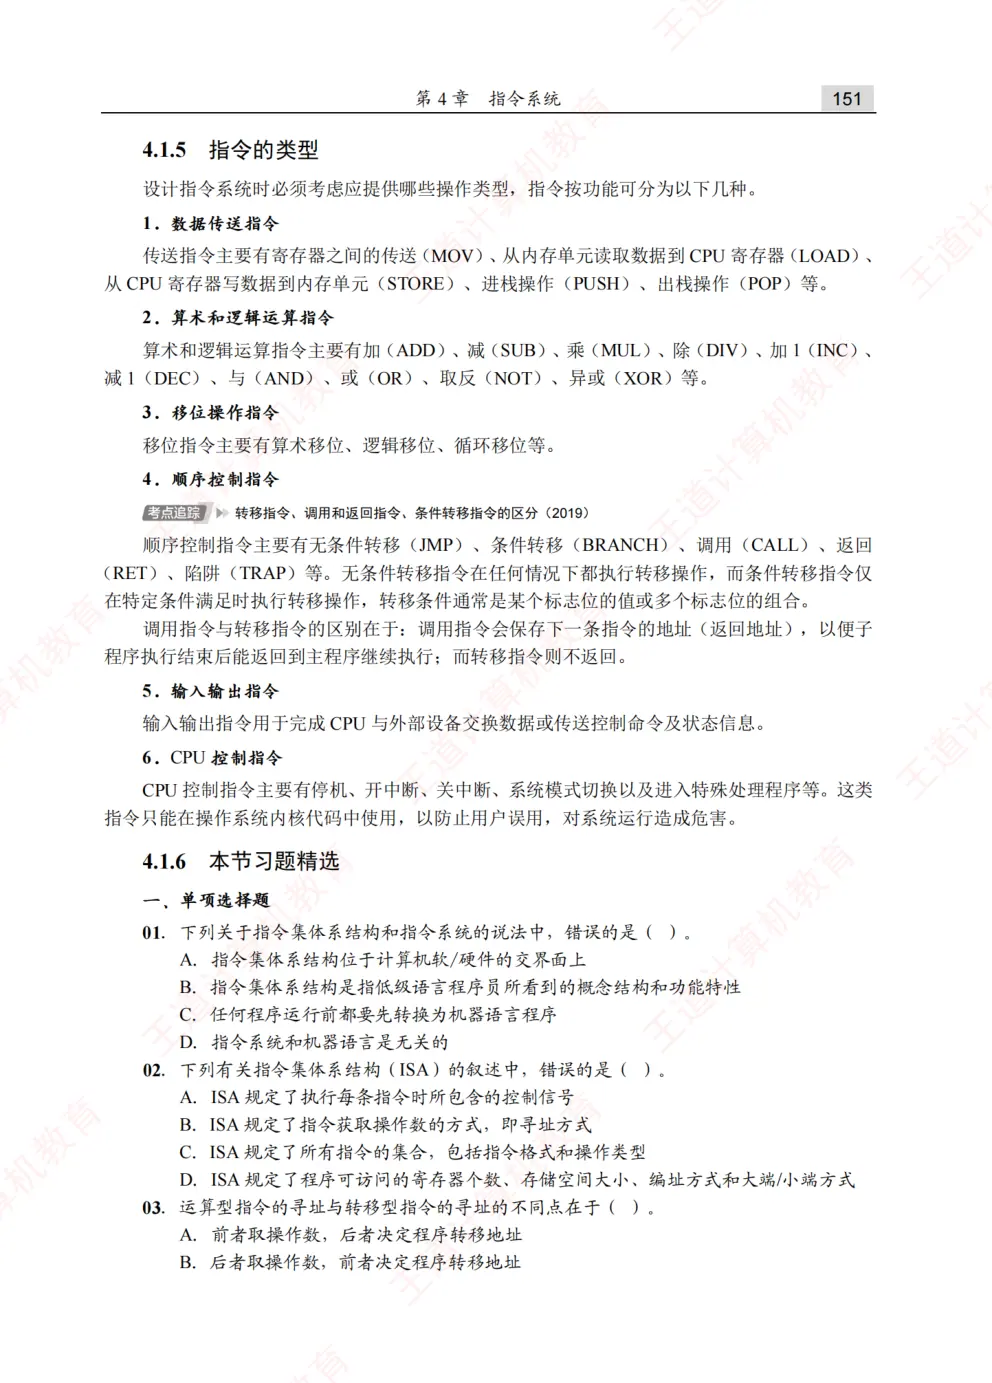 第 4 章 指令系统
151
4.1.5 指令的类型
设计指令系统时必须考虑应提供哪些操作类型，指令按功能可分为以下几种。
1．数据传送指令
传送指令主要有寄存器之间的传送（MOV）、从内存单元读取数据到 CPU 寄存器（LOAD）、
从 CPU 寄存器写数据到内存单元（STORE）、进栈操作（PUSH）、出栈操作（POP）等。
2．算术和逻辑运算指令
算术和逻辑运算指令主要有加（ADD）、减（SUB）、乘（MUL）、除（DIV）、加 1（INC）、
减 1（DEC）、与（AND）、或（OR）、取反（NOT）、异或（XOR）等。
3．移位操作指令
移位指令主要有算术移位、逻辑移位、循环移位等。
4．顺序控制指令
考点追踪 转移指令、调用和返回指令、条件转移指令的区分（2019）
顺序控制指令主要有无条件转移（JMP）、条件转移（BRANCH）、调用（CALL）、返回
（RET）、陷阱（TRAP）等。无条件转移指令在任何情况下都执行转移操作，而条件转移指令仅
在特定条件满足时执行转移操作，转移条件通常是某个标志位的值或多个标志位的组合。
调用指令与转移指令的区别在于：调用指令会保存下一条指令的地址（返回地址），以便子
程序执行结束后能返回到主程序继续执行；而转移指令则不返回。
5．输入输出指令
输入输出指令用于完成 CPU 与外部设备交换数据或传送控制命令及状态信息。
6．CPU 控制指令
CPU 控制指令主要有停机、开中断、关中断、系统模式切换以及进入特殊处理程序等。这类
指令只能在操作系统内核代码中使用，以防止用户误用，对系统运行造成危害。
4.1.6 本节习题精选
一、单项选择题
01. 下列关于指令集体系结构和指令系统的说法中，错误的是（ ）。
A. 指令集体系结构位于计算机软/硬件的交界面上
B. 指令集体系结构是指低级语言程序员所看到的概念结构和功能特性
C. 任何程序运行前都要先转换为机器语言程序
D. 指令系统和机器语言是无关的
02. 下列有关指令集体系结构（ISA）的叙述中，错误的是（ ）。
A. ISA 规定了执行每条指令时所包含的控制信号
B. ISA 规定了指令获取操作数的方式，即寻址方式
C. ISA 规定了所有指令的集合，包括指令格式和操作类型
D. ISA 规定了程序可访问的寄存器个数、存储空间大小、编址方式和大端/小端方式
03. 运算型指令的寻址与转移型指令的寻址的不同点在于（ ）。
A. 前者取操作数，后者决定程序转移地址
B. 后者取操作数，前者决定程序转移地址
王道计算机教育